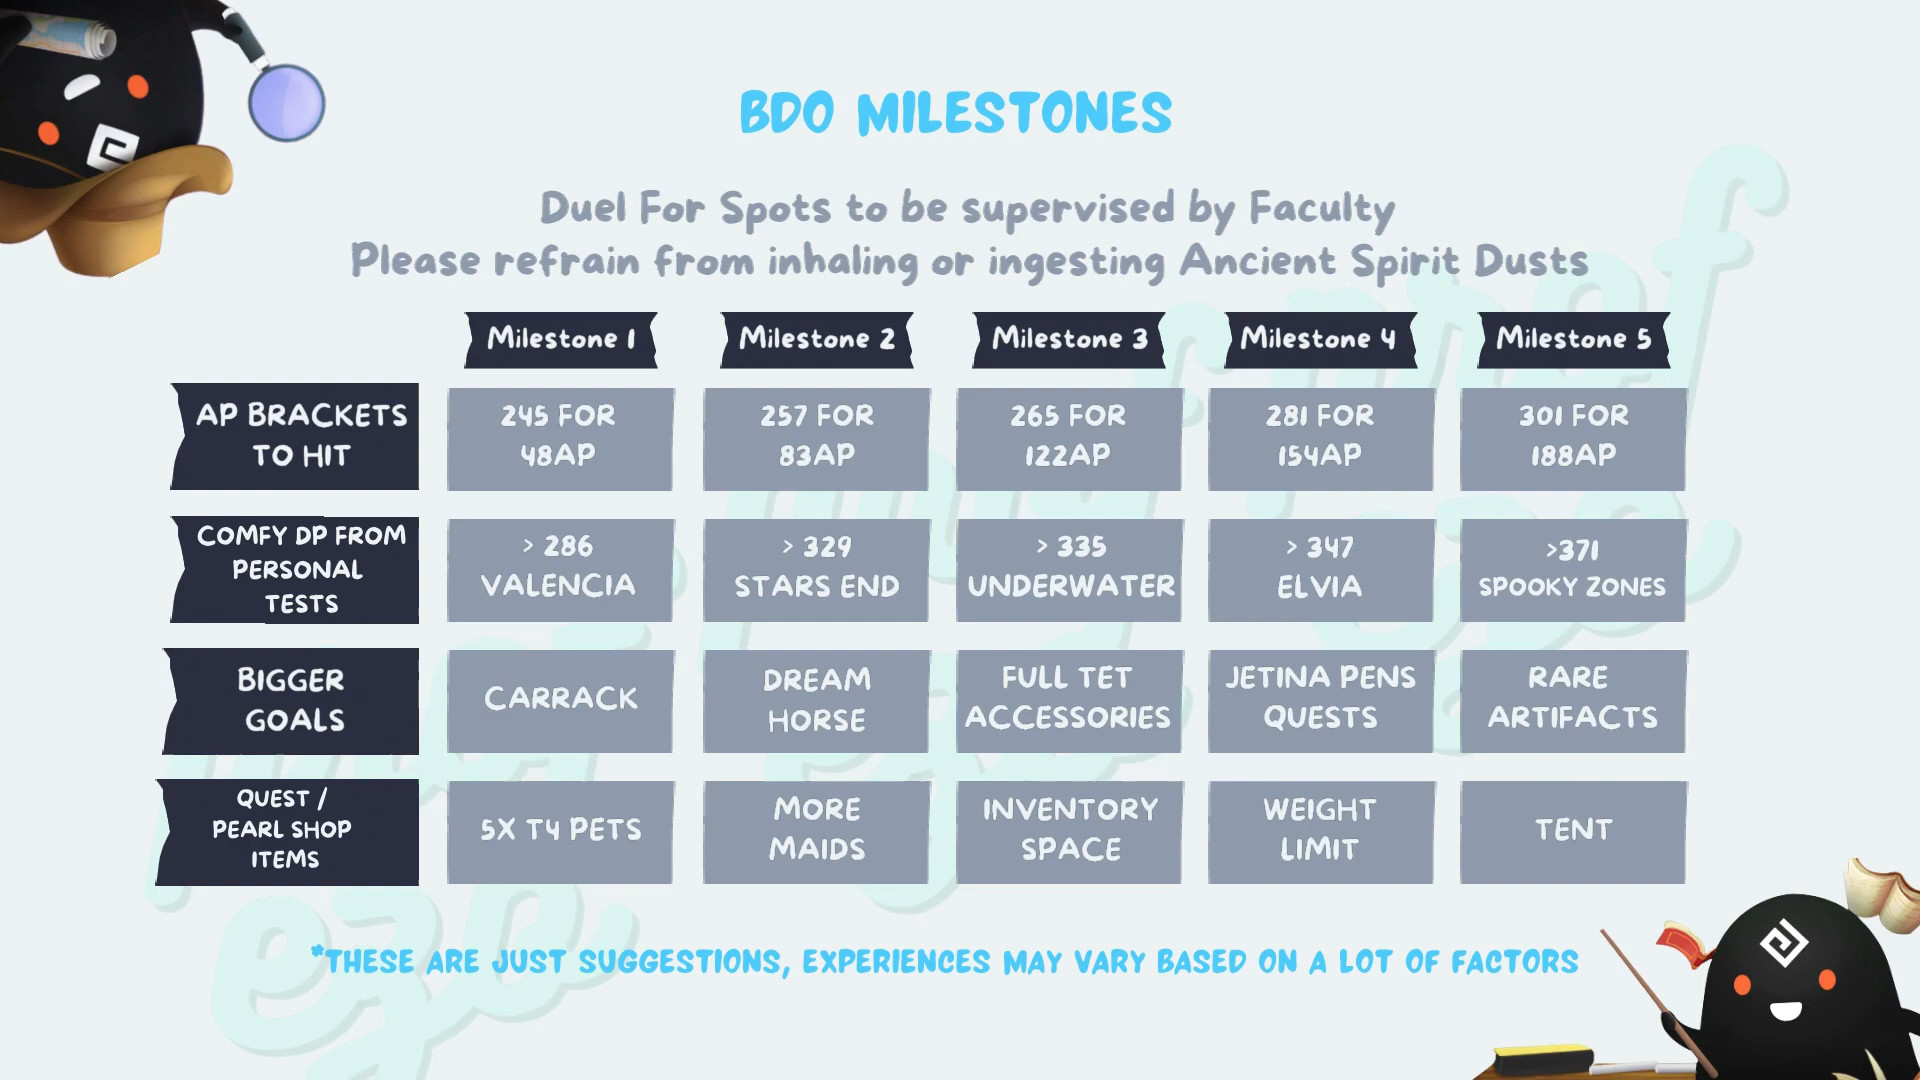 BDO MILESTONES
Duel For Spots to be supervised by Faculty
Please refrain from inhaling or ingesting Ancient Spirit Dusts
Milestone 1
Milestone 2
Milestone 3
Milestone 4
Milestone 5
AP BRACKETS
TO HIT
245 FOR
48AP
257 FOR
83AP
265 FOR
122AP
281 FOR
154AP
301 FOR
188AP
COMFY DP FROM
PERSONAL
TESTS
> 286
VALENCIA
> 329
STARS END
> 335
UNDERWATER
> 347
ELVIA
>371
SPOOKY ZONES
BIGGER
GOALS
CARRACK
DREAM
HORSE
FULL TET
ACCESSORIES
JETINA PENS
QUESTS
RARE
ARTIFACTS
QUEST /
PEARL SHOP
ITEMS
5X T4 PETS
MORE
MAIDS
INVENTORY
SPACE
WEIGHT
LIMIT
TENT
*THESE ARE JUST SUGGESTIONS, EXPERIENCES MAY VARY BASED ON A LOT OF FACTORS